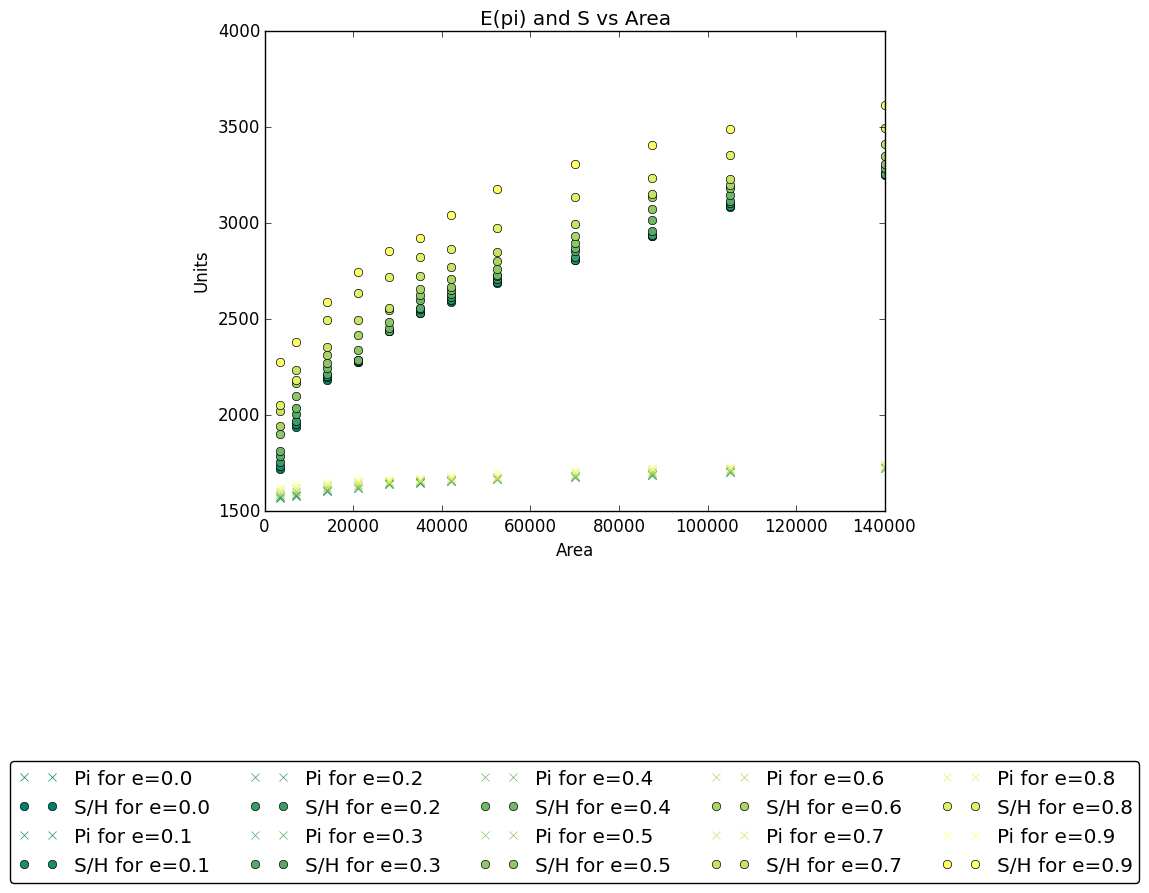 E(pi) and S vs Area
4000
3500
3000
2500
2000
1500
Units
0 20000 40000 60000 80000 100000 120000 140000
Area
Pi for e=0.0 Pi for e=0.2 Pi for e=0.4 Pi for e=0.6 Pi for e=0.8
S/H for e=0.0 S/H for e=0.2 S/H for e=0.4 S/H for e=0.6 S/H for e=0.8
Pi for e=0.1 Pi for e=0.3 Pi for e=0.5 Pi for e=0.7 Pi for e=0.9
S/H for e=0.1 S/H for e=0.3 S/H for e=0.5 S/H for e=0.7 S/H for e=0.9